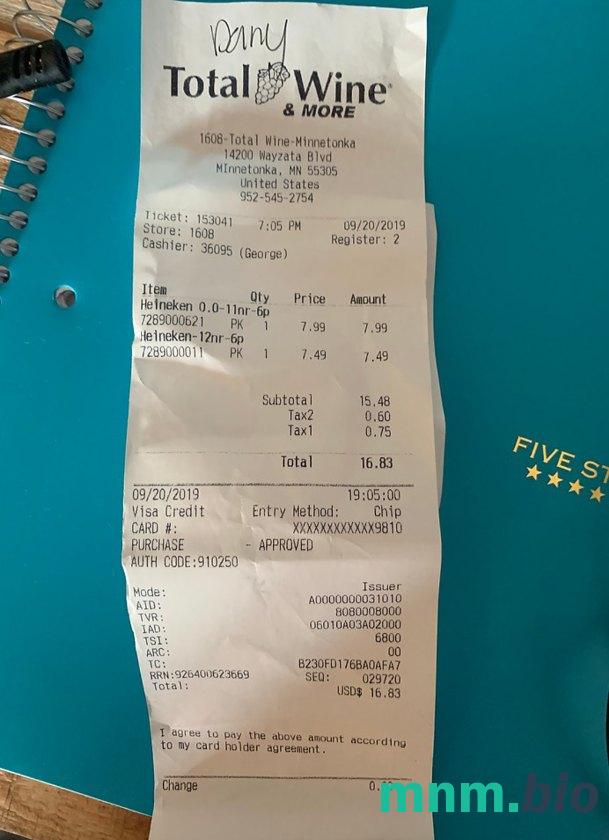 Dany
Total Wine
& MORE
1608-Total Wine-Minnetonka
14200 Wayzata Blvd
MInnetonka, MN 55305
United States
952-545-2754
Ticket: 153041 7:05 PM 09/20/2019
Store: 1608 Register: 2
Cashier: 36095 (George)
Item Qty Price Amount
Heineken 0.0-11nr-6p
7289000621 PK 1 7.99 7.99
Heineken-12nr-6p
7289000011 PK 1 7.49 7.49
Subtotal 15.48
Tax2 0.60
Tax1 0.75
Total 16.83
09/20/2019 19:05:00
Visa Credit Entry Method: Chip
CARD #: XXXXXXXXXXXX9810
PURCHASE - APPROVED
AUTH CODE:910250
Mode: Issuer
AID: A0000000031010
TVR: 8080008000
IAD: 06010A03A02000
TSI: 6800
ARC: 00
TC: B230FD176BA0AFA7
RRN:926400623669 SEQ: 029720
Total: USD$ 16.83
I agree to pay the above amount according
to my card holder agreement.
Change
FIVE ST
mnm.bio